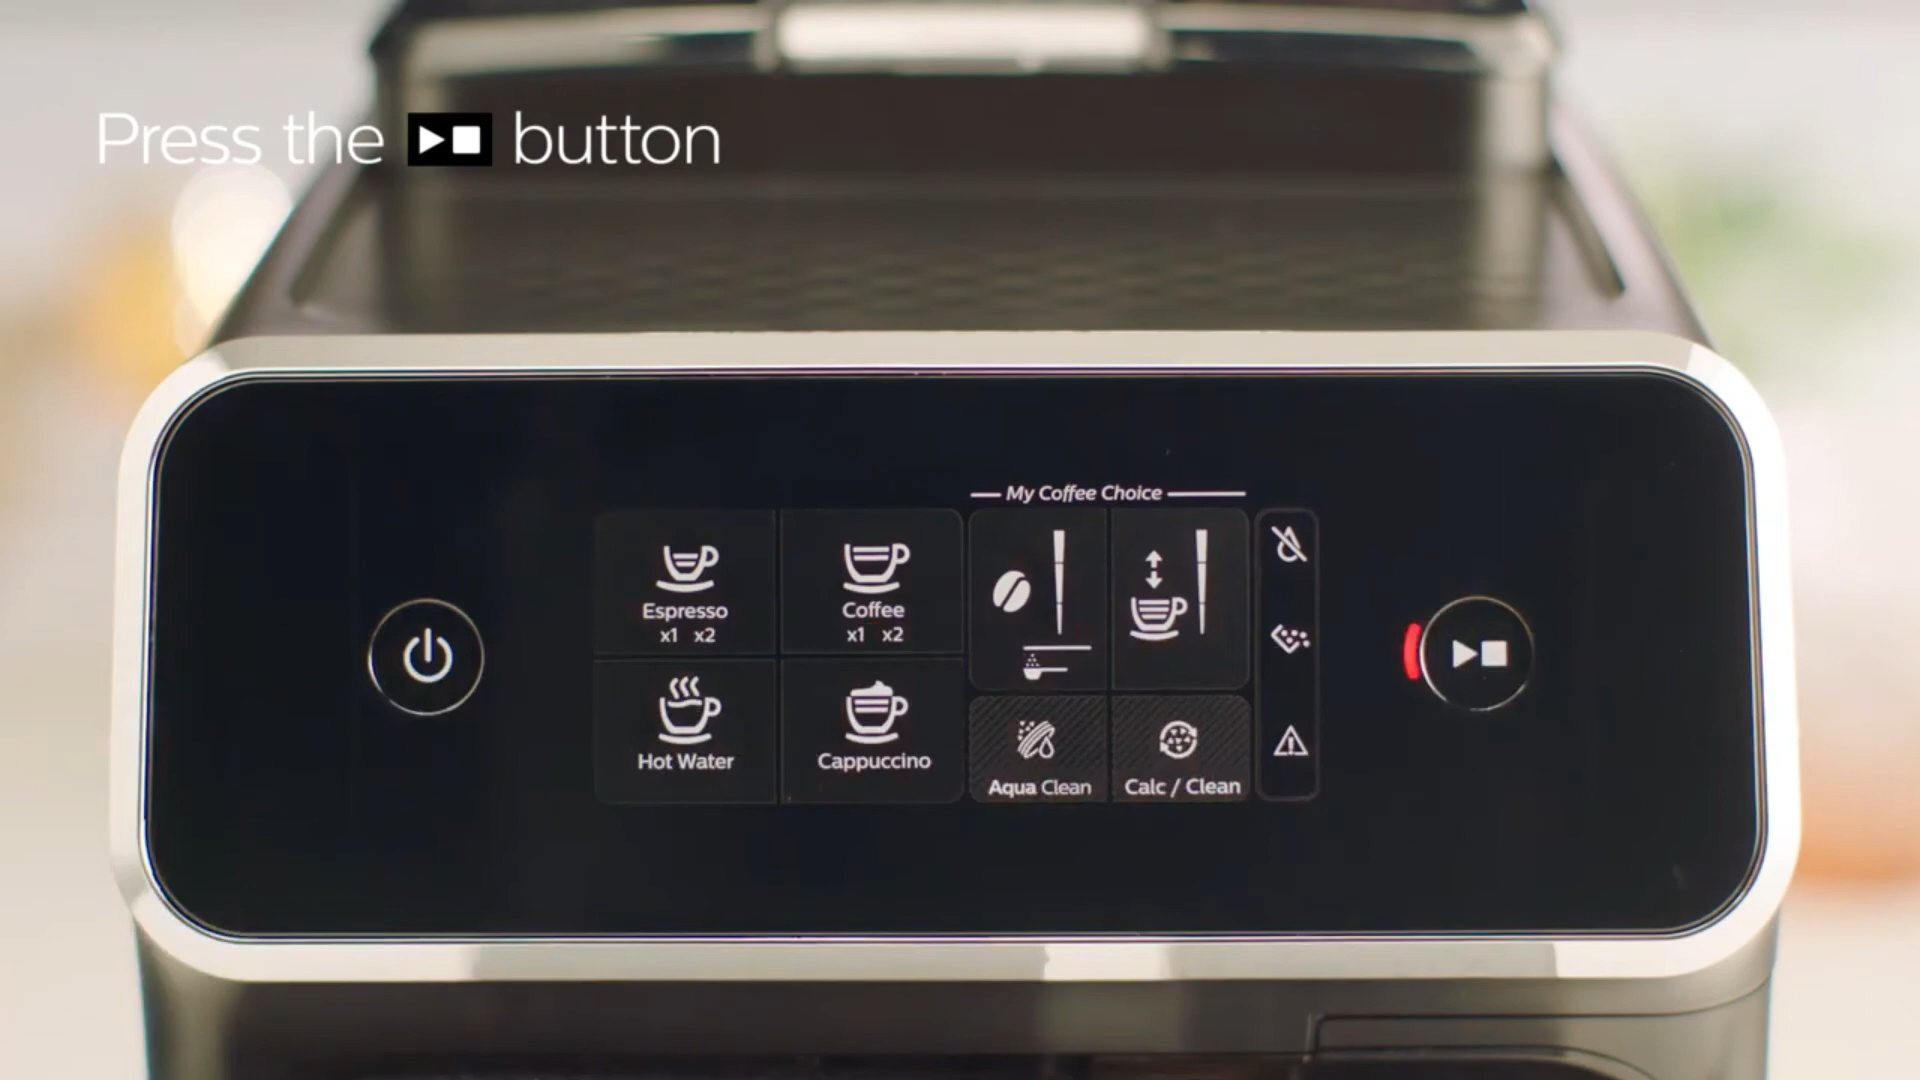 Press the button
My Coffee Choice
Espresso
x1 x2
Coffee
x1 x2
Hot Water
Cappuccino
Aqua Clean
Calc / Clean